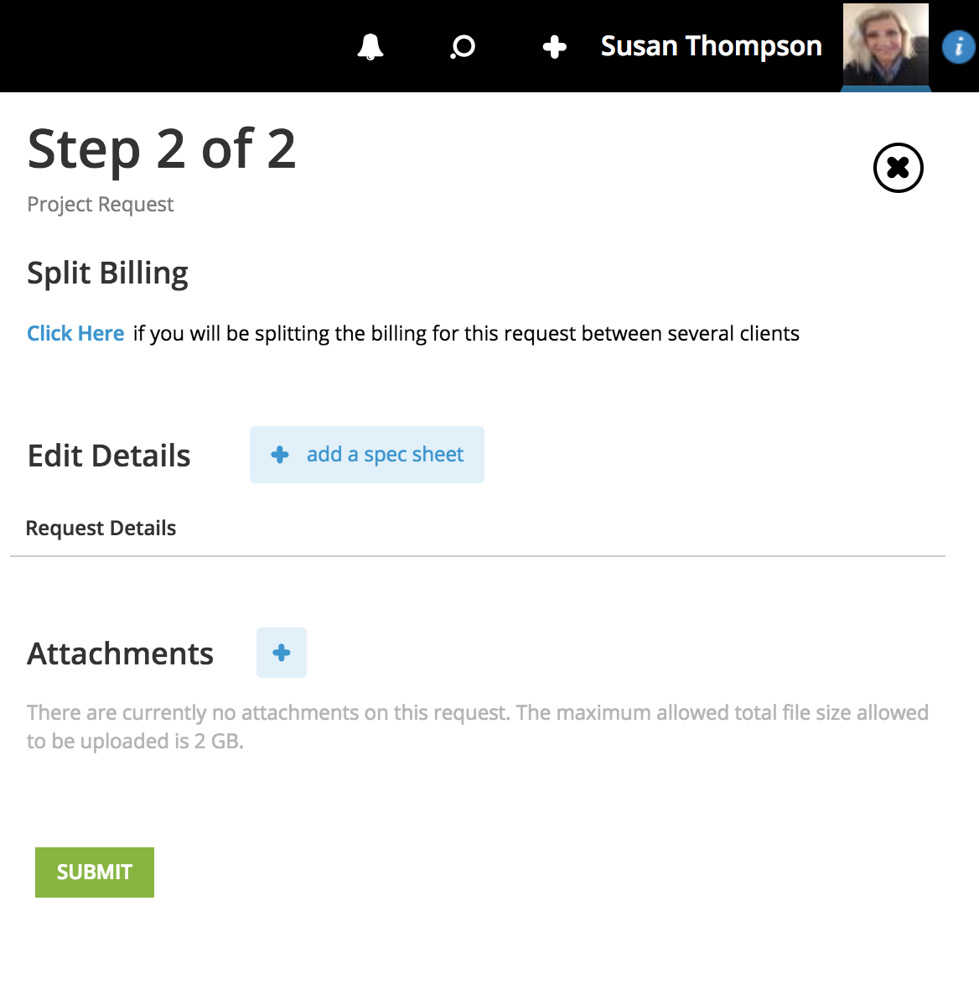 Susan Thompson
i
Step 2 of 2
Project Request
Split Billing
Click Here if you will be splitting the billing for this request between several clients
Edit Details
add a spec sheet
Request Details
Attachments
There are currently no attachments on this request. The maximum allowed total file size allowed
to be uploaded is 2 GB.
SUBMIT